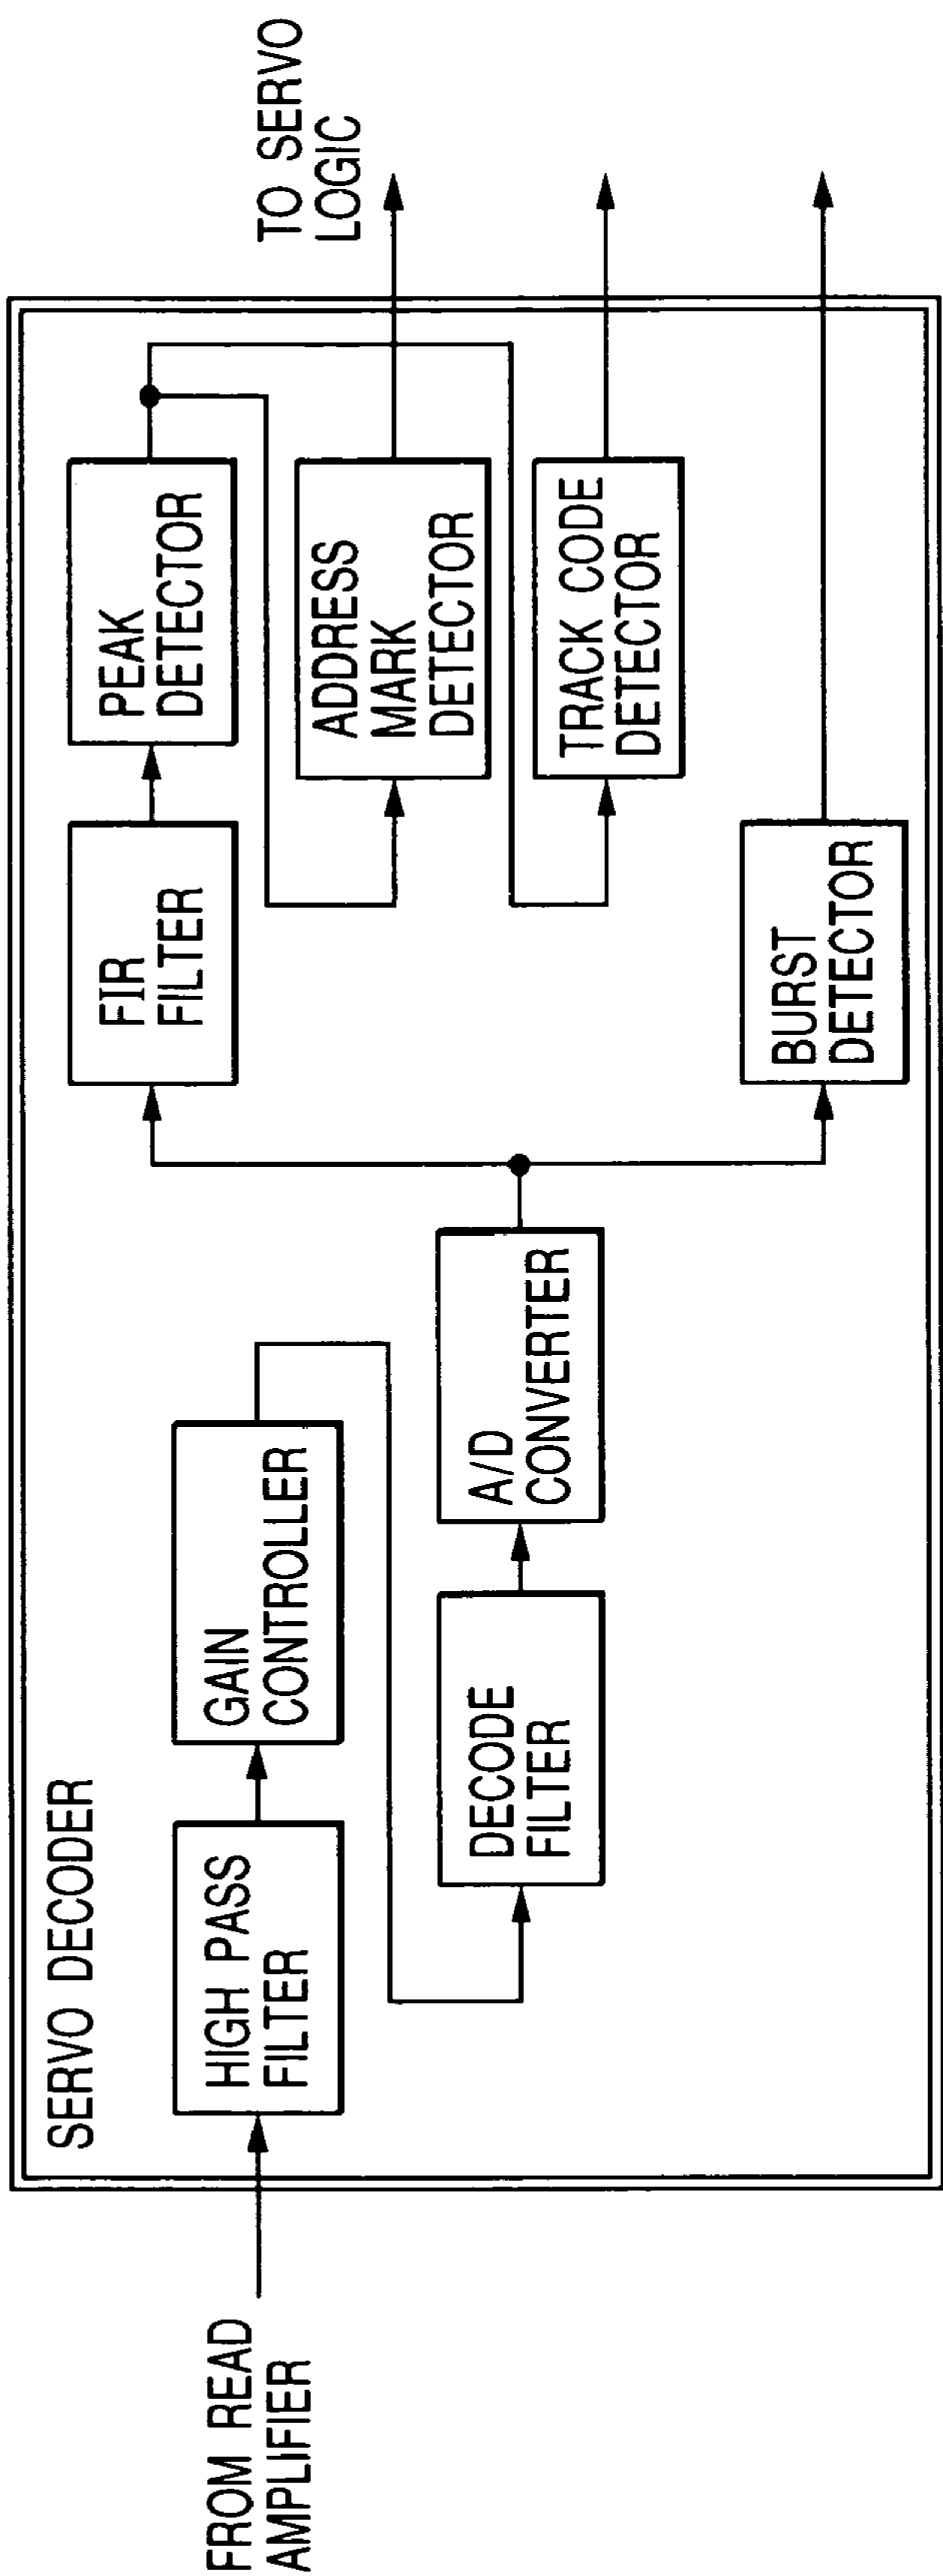 SERVO DECODER
FROM READ
AMPLIFIER
HIGH PASS
FILTER
GAIN
CONTROLLER
DECODE
FILTER
A/D
CONVERTER
FIR
FILTER
PEAK
DETECTOR
ADDRESS
MARK
DETECTOR
TRACK CODE
DETECTOR
BURST
DETECTOR
TO SERVO
LOGIC